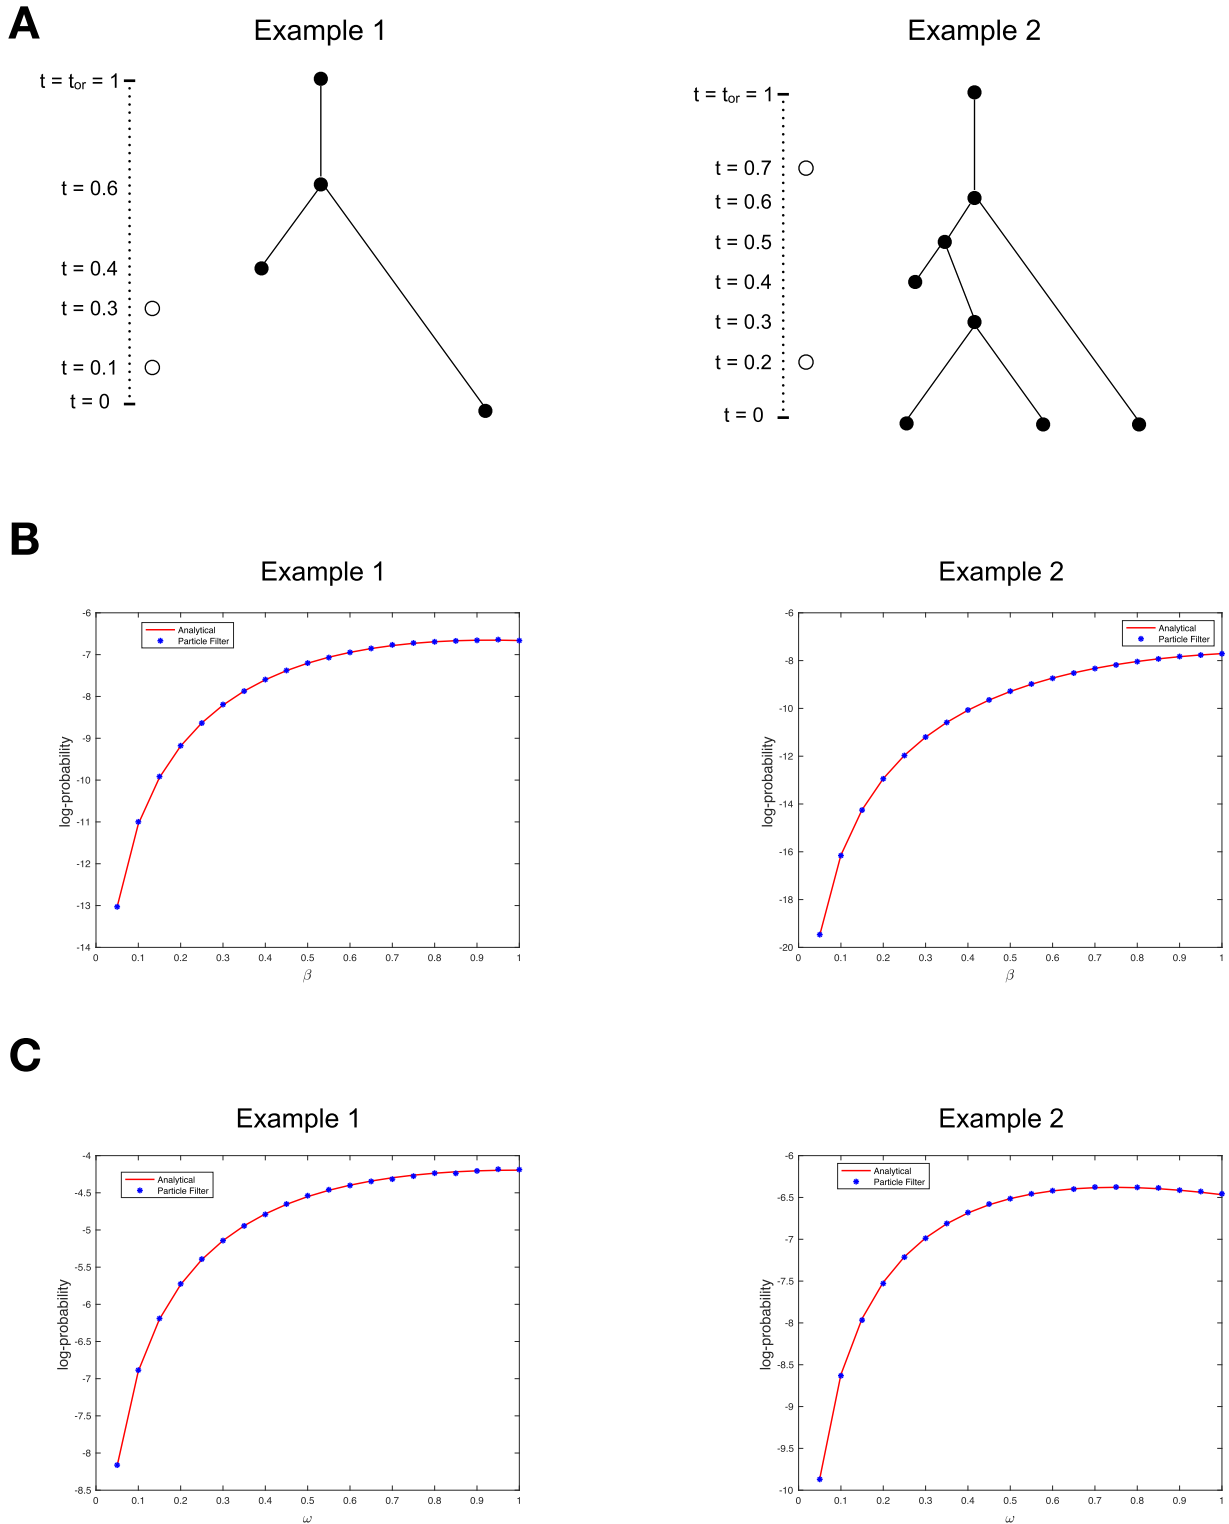 A
Example 1
Example 2
t = tor = 1
t = 0.6
t = 0.4
t = 0.3
t = 0.1
t = 0
t = tor = 1
t = 0.7
t = 0.6
t = 0.5
t = 0.4
t = 0.3
t = 0.2
t = 0
B
Example 1
Example 2
Analytical
Particle Filter
log-probability
-6
-7
-8
-9
-10
-11
-12
-13
-14
0 0.1 0.2 0.3 0.4 0.5 0.6 0.7 0.8 0.9 1
β
Analytical
Particle Filter
log-probability
-6
-8
-10
-12
-14
-16
-18
-20
0 0.1 0.2 0.3 0.4 0.5 0.6 0.7 0.8 0.9 1
β
C
Example 1
Example 2
Analytical
Particle Filter
log-probability
-4
-4.5
-5
-5.5
-6
-6.5
-7
-7.5
-8
-8.5
0 0.1 0.2 0.3 0.4 0.5 0.6 0.7 0.8 0.9 1
ω
Analytical
Particle Filter
log-probability
-6
-6.5
-7
-7.5
-8
-8.5
-9
-9.5
-10
0 0.1 0.2 0.3 0.4 0.5 0.6 0.7 0.8 0.9 1
ω